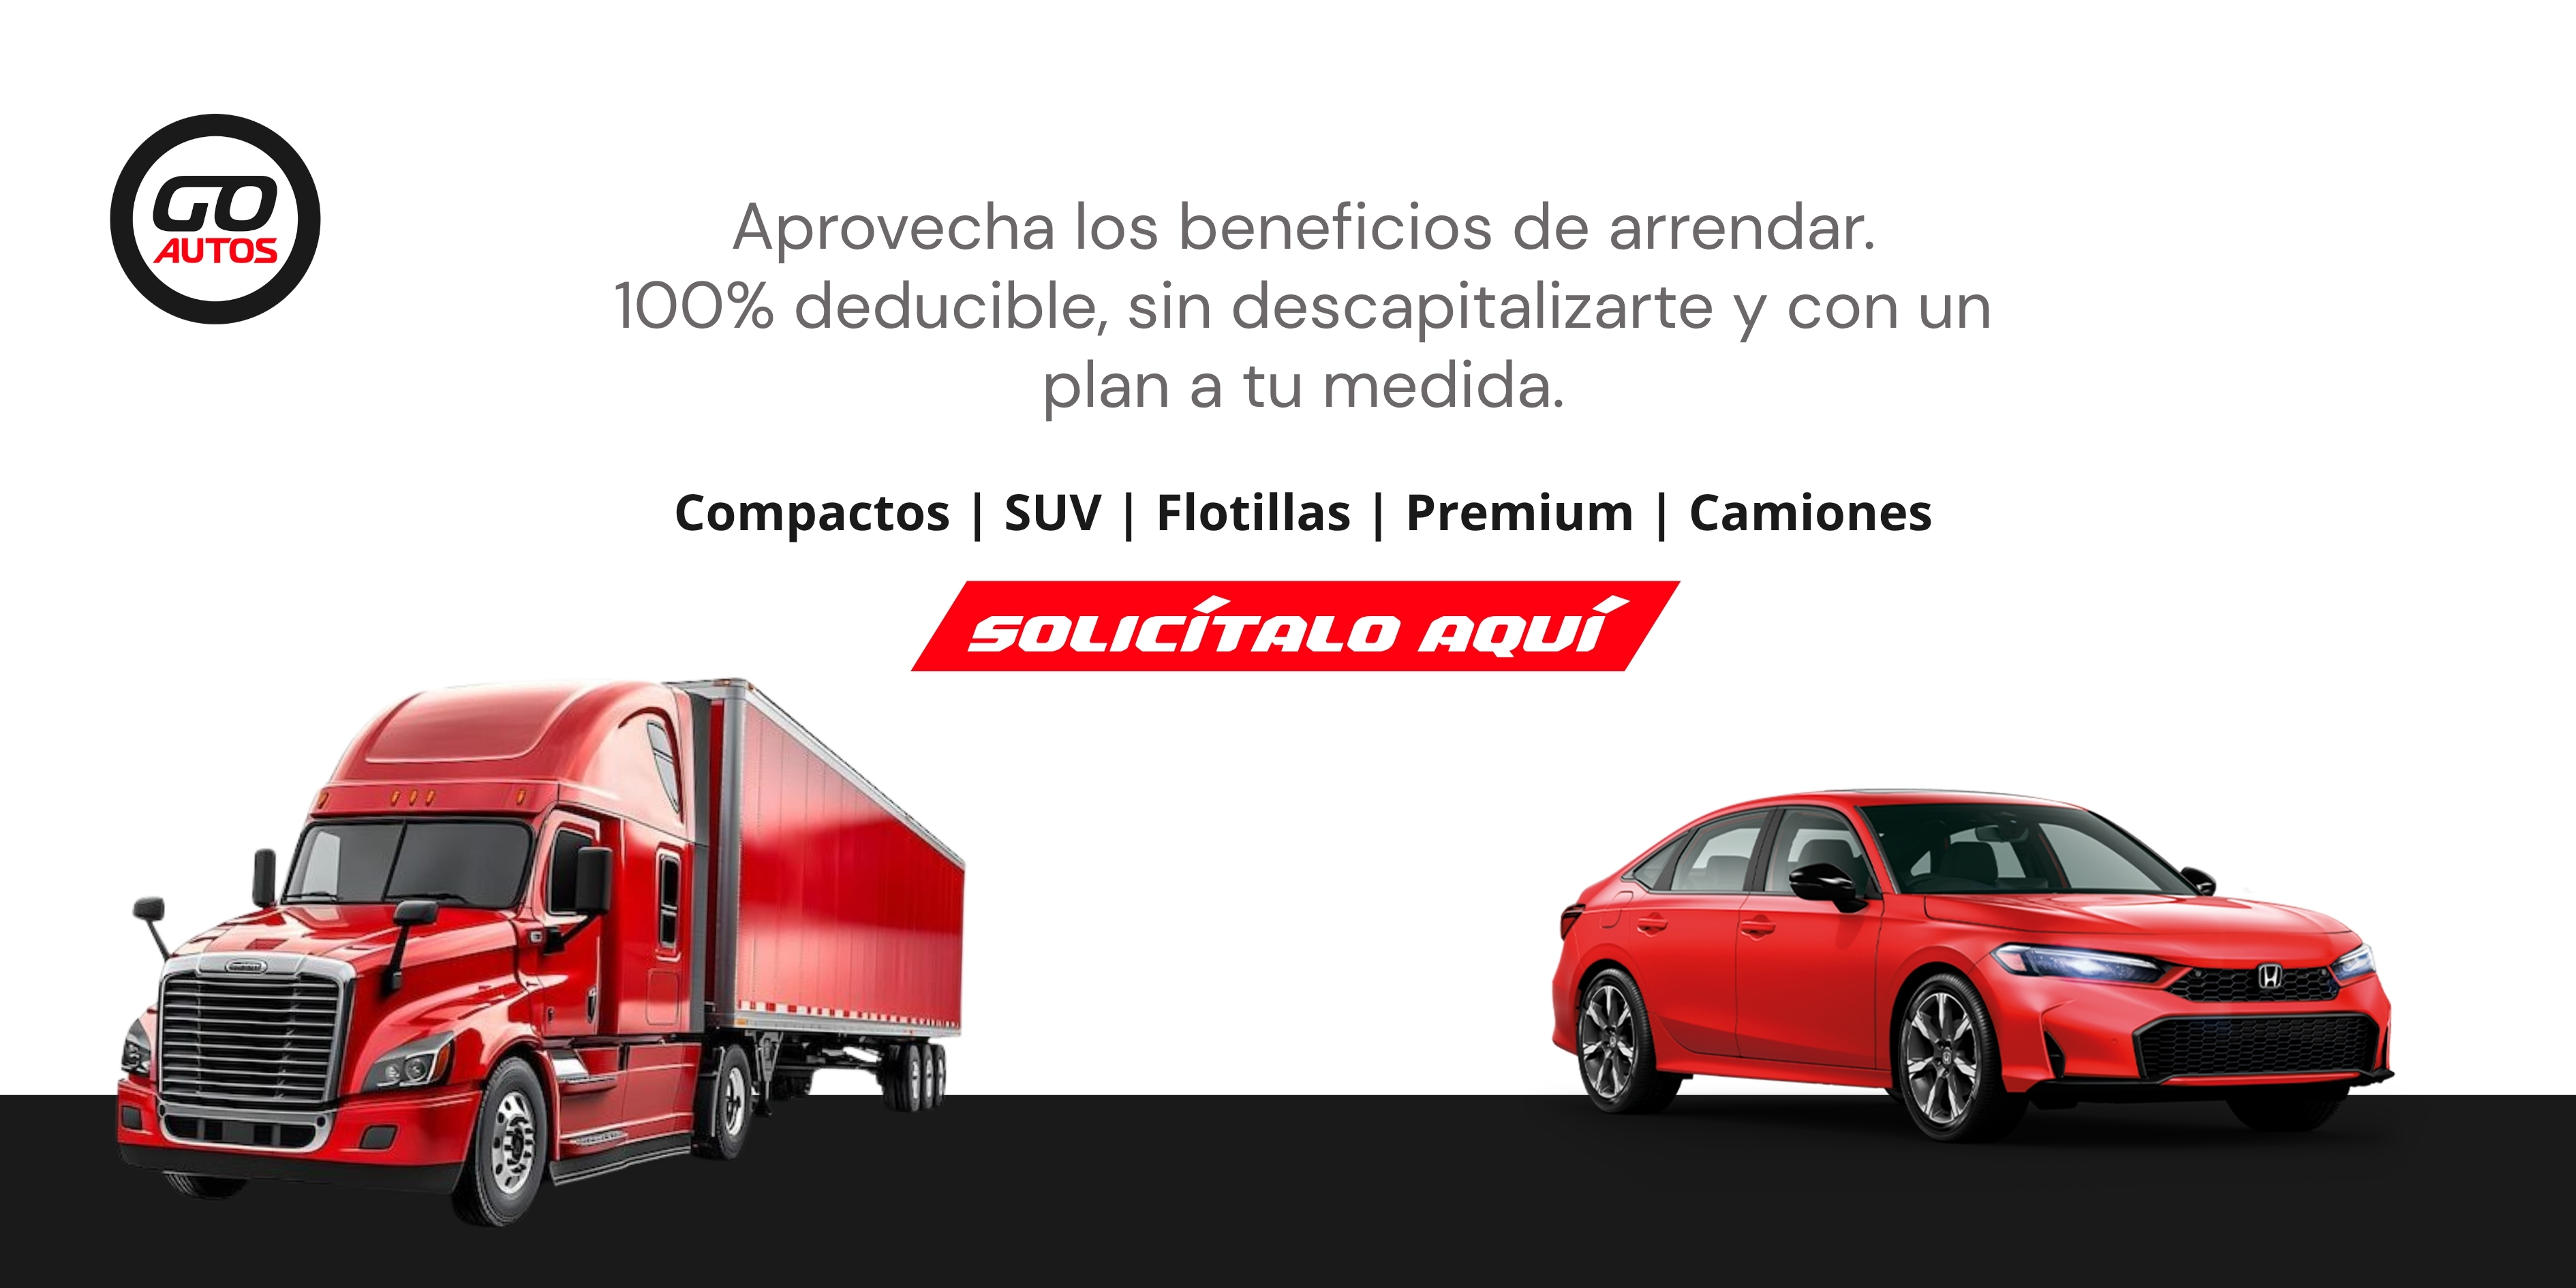 GO
AUTOS
Aprovecha los beneficios de arrendar.
100% deducible, sin descapitalizarte y con un
plan a tu medida.
Compactos | SUV | Flotillas | Premium | Camiones
SOLICÍTALO AQUÍ